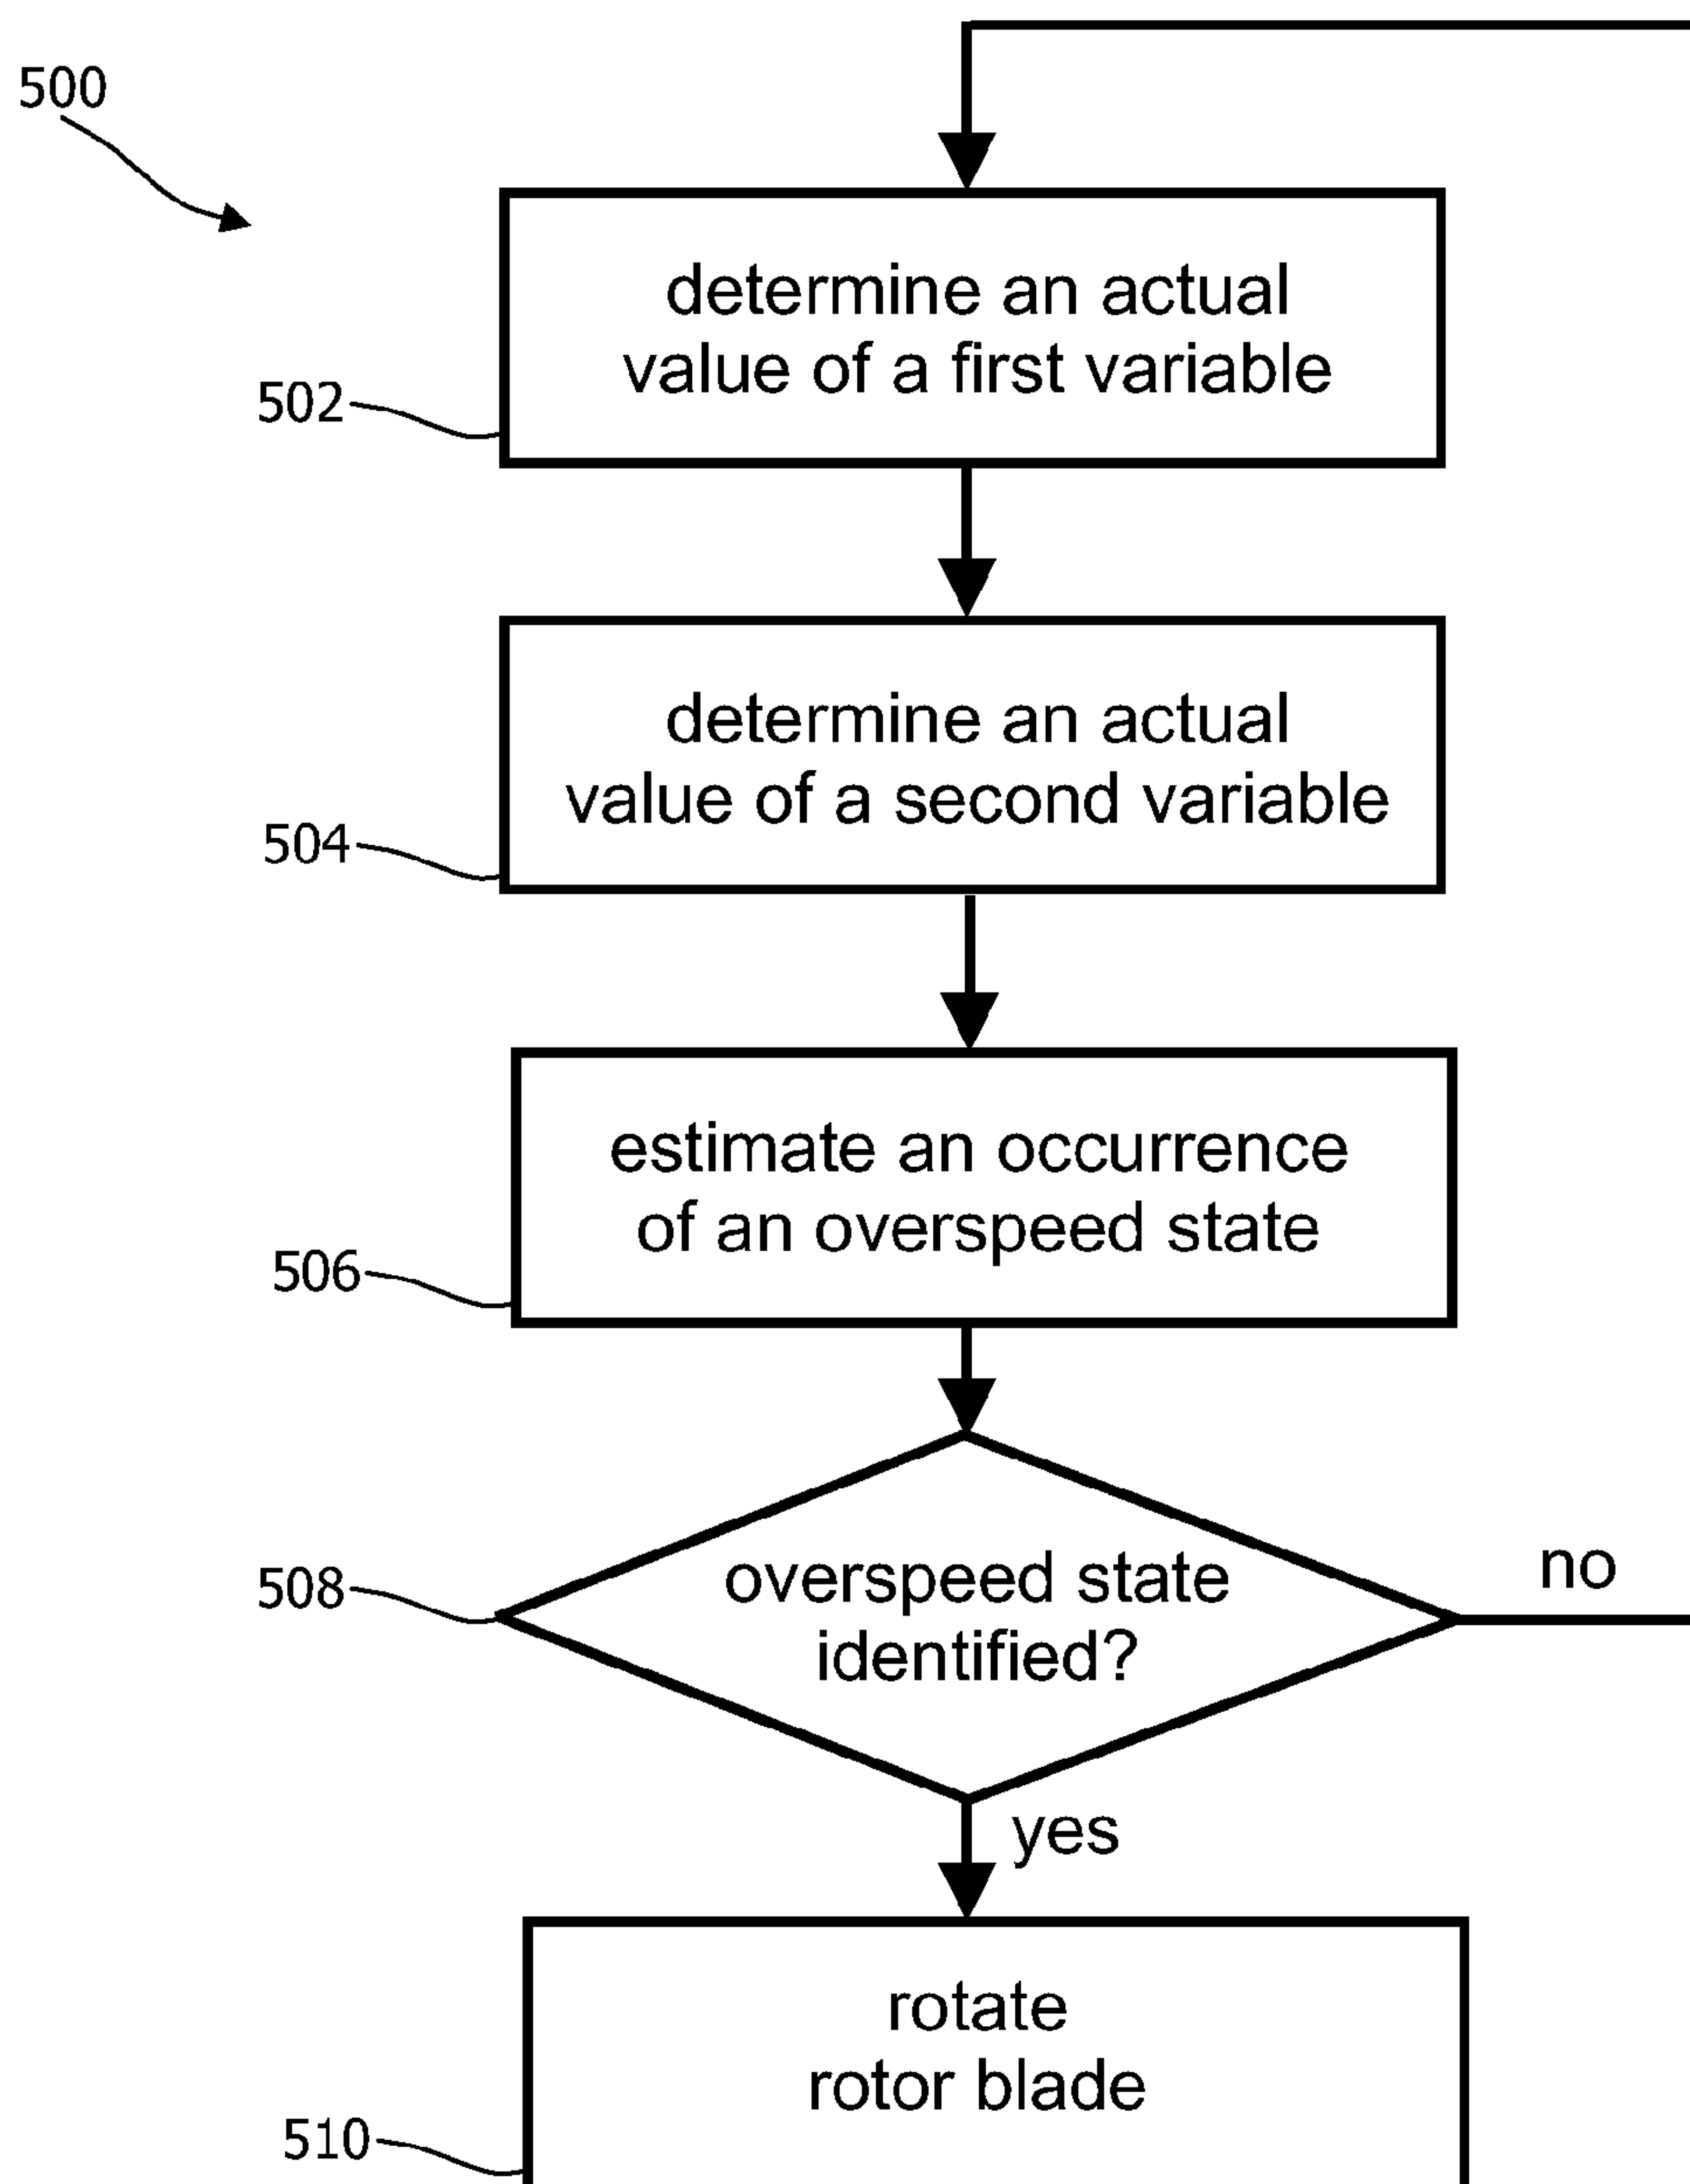 500
determine an actual
value of a first variable
502
determine an actual
value of a second variable
504
estimate an occurrence
of an overspeed state
506
overspeed state
identified?
508
no
yes
rotate
rotor blade
510